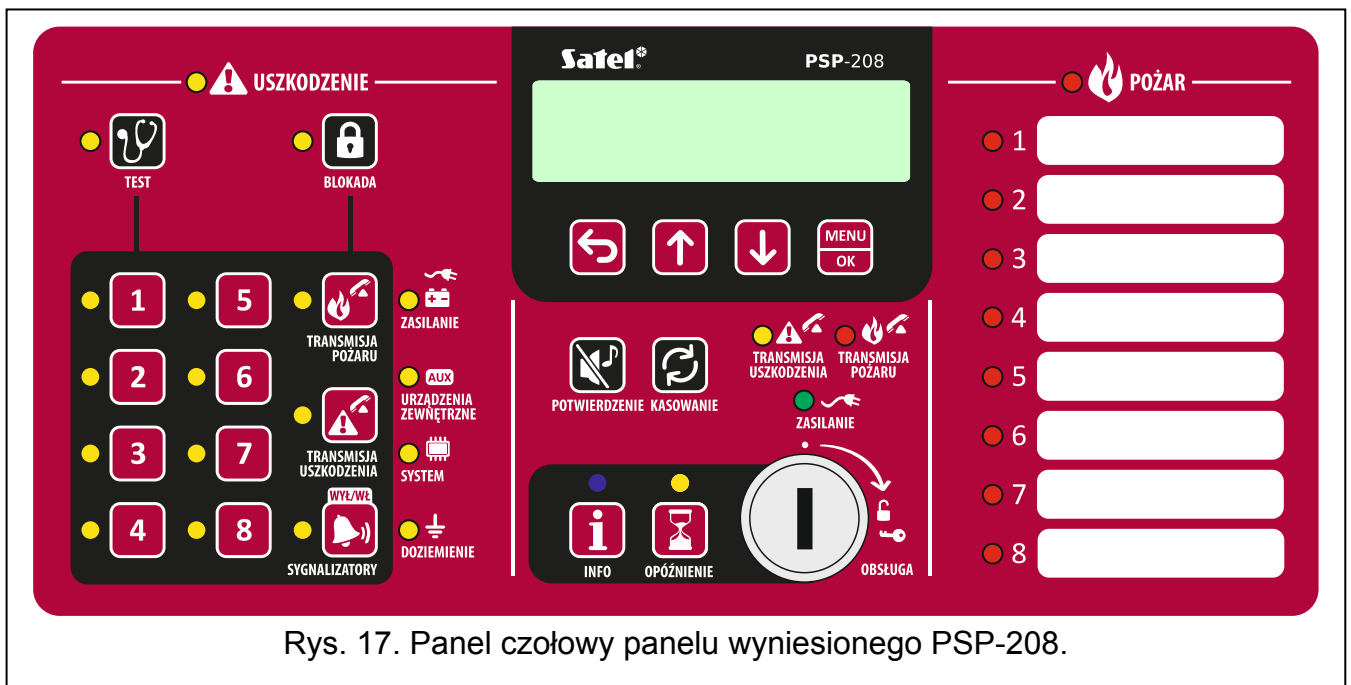 USZKODZENIE
TEST
BLOKADA
1
5
TRANSMISJA
POŻARU
2
6
TRANSMISJA
USZKODZENIA
3
7
WYŁ/WŁ
4
8
SYGNALIZATORY
ZASILANIE
AUX
URZĄDZENIA
ZEWNĘTRZNE
SYSTEM
DOZIEMIENIE
Satel®
PSP-208
MENU
OK
POTWIERDZENIE
KASOWANIE
TRANSMISJA
USZKODZENIA
TRANSMISJA
POŻARU
ZASILANIE
i
INFO
OPÓŹNIENIE
OBSŁUGA
POŻAR
1
2
3
4
5
6
7
8
Rys. 17. Panel czołowy panelu wyniesionego PSP-208.